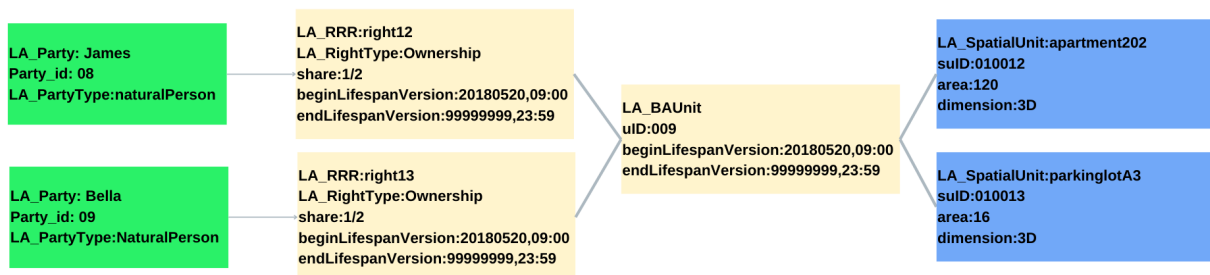 LA_Party: James
Party_id: 08
LA_PartyType:naturalPerson
LA_Party: Bella
Party_id: 09
LA_PartyType:NaturalPerson
LA_RRR:right12
LA_RightType:Ownership
share:1/2
beginLifespanVersion:20180520,09:00
endLifespanVersion:99999999,23:59
LA_RRR:right13
LA_RightType:Ownership
share:1/2
beginLifespanVersion:20180520,09:00
endLifespanVersion:99999999,23:59
LA_BAUnit
uID:009
beginLifespanVersion:20180520,09:00
endLifespanVersion:99999999,23:59
LA_SpatialUnit:apartment202
suID:010012
area:120
dimension:3D
LA_SpatialUnit:parkinglotA3
suID:010013
area:16
dimension:3D